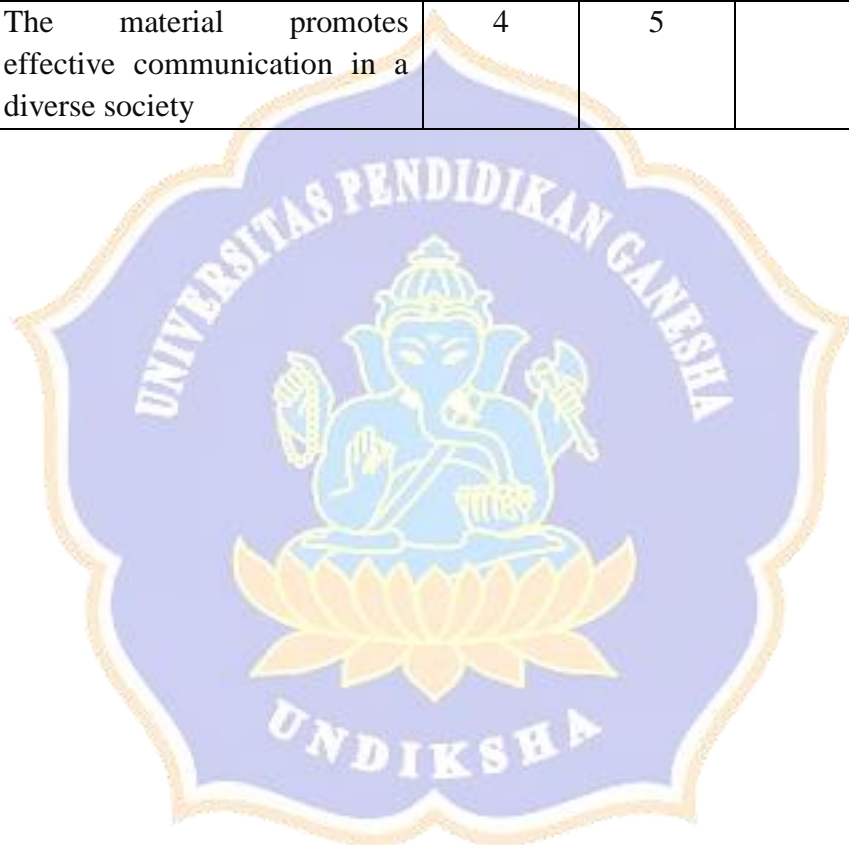 The material promotes 4 5
effective communication in a
diverse society
UNIVERSITAS PENDIDIKAN GANESHA
UNDIKSHA